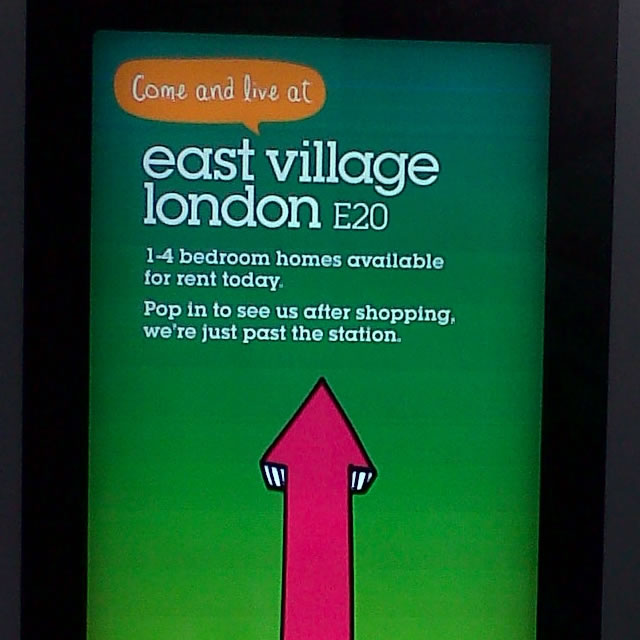 Come and live at
east village
london E20
1-4 bedroom homes available
for rent today.
Pop in to see us after shopping,
we're just past the station.